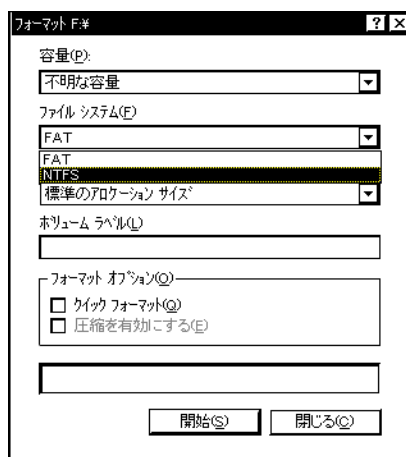 フォーマット F:¥
容量(P):
不明な容量
ファイル システム(F)
FAT
FAT
NTFS
標準のアロケーション サイズ
ボリューム ラベル(L)
フォーマット オプション(O)
クイック フォーマット(Q)
圧縮を有効にする(E)
開始(S)
閉じる(C)